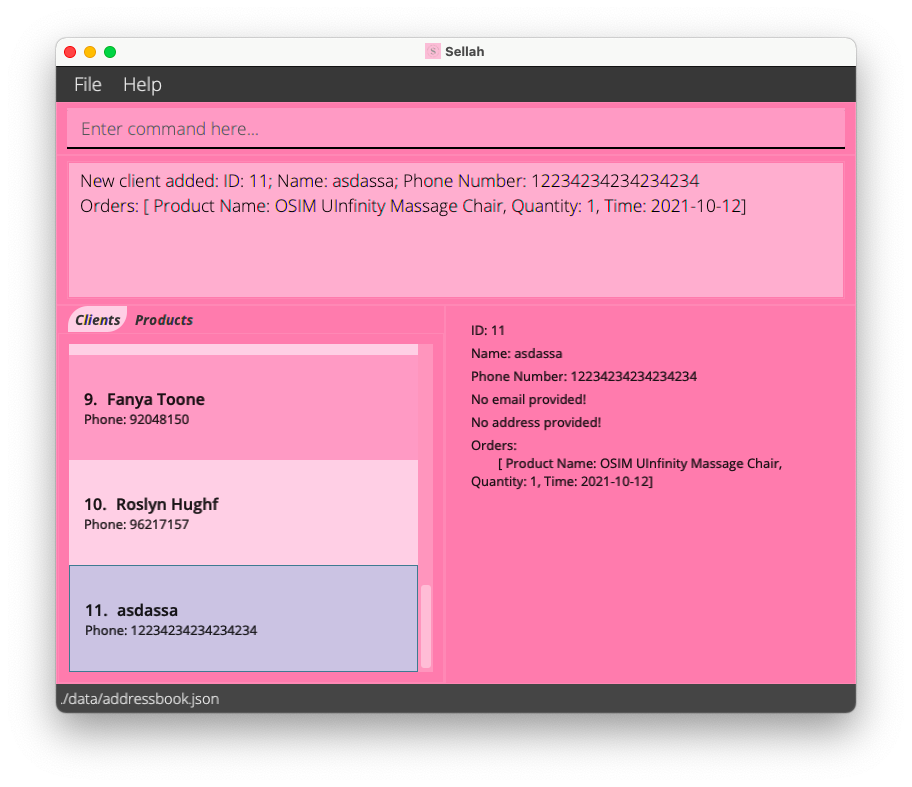 S Sellah
File Help
Enter command here...
New client added: ID: 11; Name: asdassa; Phone Number: 12234234234234234
Orders: [ Product Name: OSIM UInfinity Massage Chair, Quantity: 1, Time: 2021-10-12]
Clients Products
9. Fanya Toone
Phone: 92048150
10. Roslyn Hughf
Phone: 96217157
11. asdassa
Phone: 12234234234234234
ID: 11
Name: asdassa
Phone Number: 12234234234234234
No email provided!
No address provided!
Orders:
[ Product Name: OSIM UInfinity Massage Chair,
Quantity: 1, Time: 2021-10-12]
./data/addressbook.json